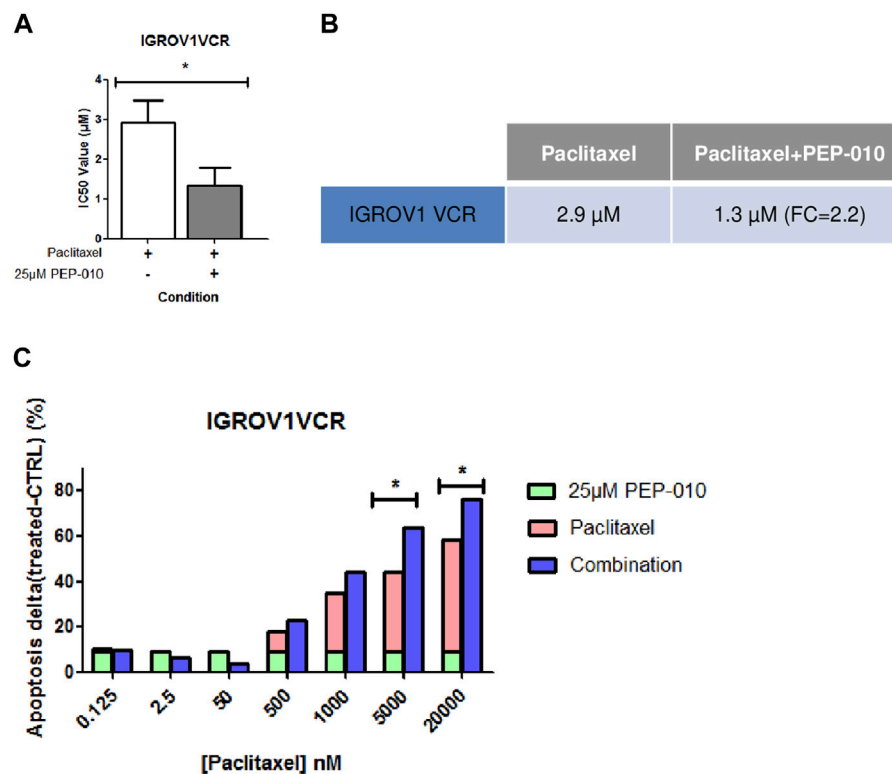 A
IGROV1VCR
*
IC50 Value (µM)
4
3
2
1
0
Paclitaxel + +
25µM PEP-010 - +
Condition
B
Paclitaxel Paclitaxel+PEP-010
IGROV1 VCR 2.9 µM 1.3 µM (FC=2.2)
C
IGROV1VCR
Apoptosis delta(treated-CTRL) (%)
80
60
40
20
0
* *
0.125 2.5 50 500 1000 5000 20000
[Paclitaxel] nM
25µM PEP-010
Paclitaxel
Combination